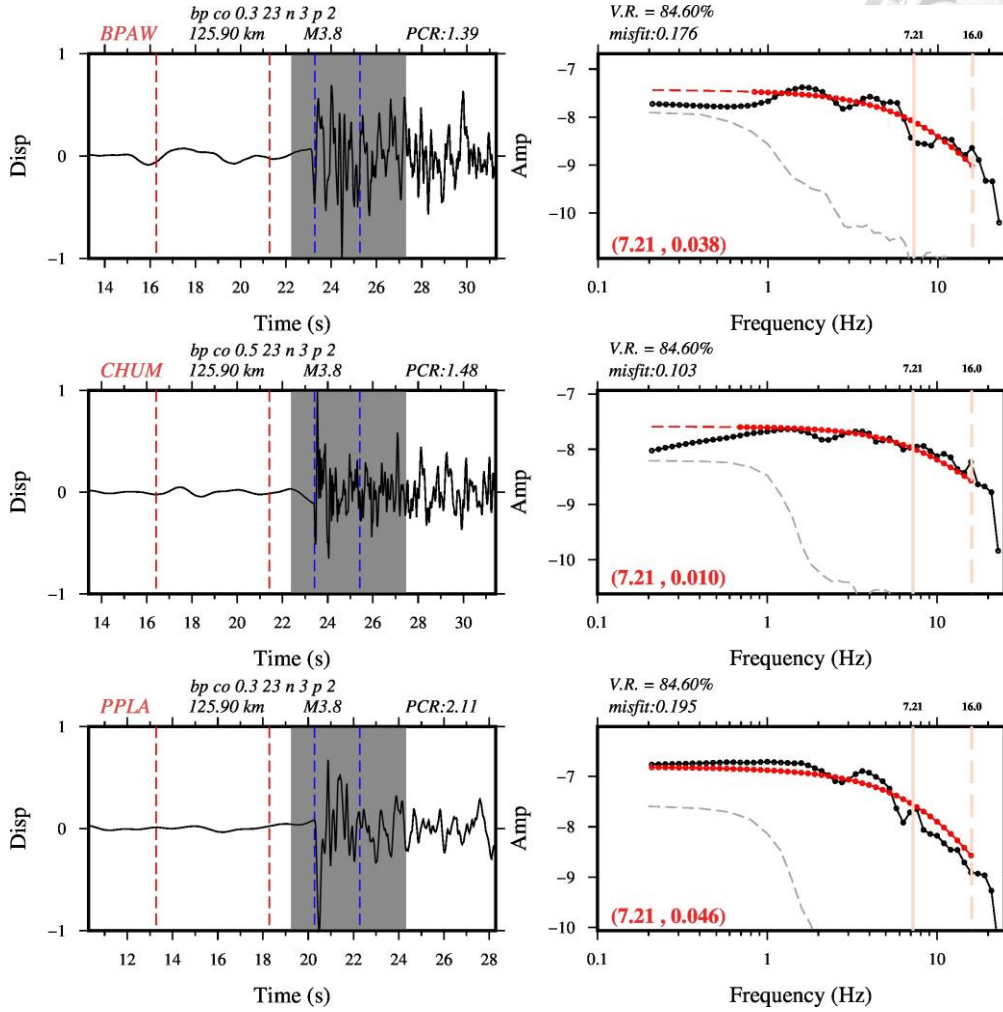 bp co 0.3 23 n 3 p 2
BPAW 125.90 km M3.8 PCR:1.39
V.R. = 84.60%
misfit:0.176
7.21 16.0
1
0
−1
Disp
14 16 18 20 22 24 26 28 30
Time (s)
−7
−8
−9
−10
Amp
(7.21 , 0.038)
0.1 1 10
Frequency (Hz)
bp co 0.5 23 n 3 p 2
CHUM 125.90 km M3.8 PCR:1.48
V.R. = 84.60%
misfit:0.103
7.21 16.0
1
0
−1
Disp
14 16 18 20 22 24 26 28 30
Time (s)
−7
−8
−9
−10
Amp
(7.21 , 0.010)
0.1 1 10
Frequency (Hz)
bp co 0.3 23 n 3 p 2
PPLA 125.90 km M3.8 PCR:2.11
V.R. = 84.60%
misfit:0.195
7.21 16.0
1
0
−1
Disp
12 14 16 18 20 22 24 26 28
Time (s)
−7
−8
−9
−10
Amp
(7.21 , 0.046)
0.1 1 10
Frequency (Hz)